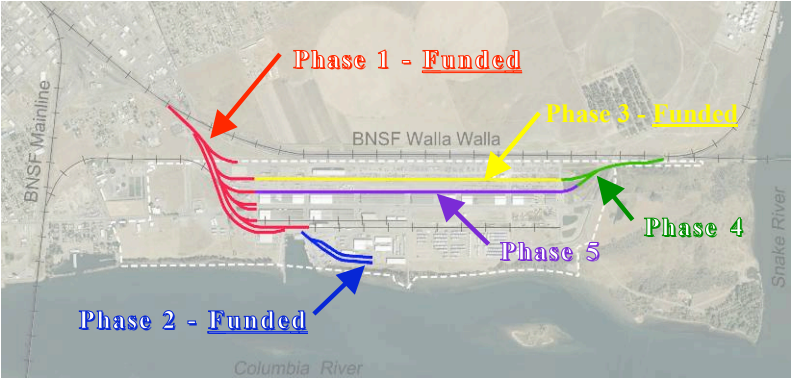 Phase 1 - Funded
Phase 3 - Funded
BNSF Walla Walla
BNSF Mainline
Phase 4
Phase 5
Snake River
Phase 2 - Funded
Columbia River